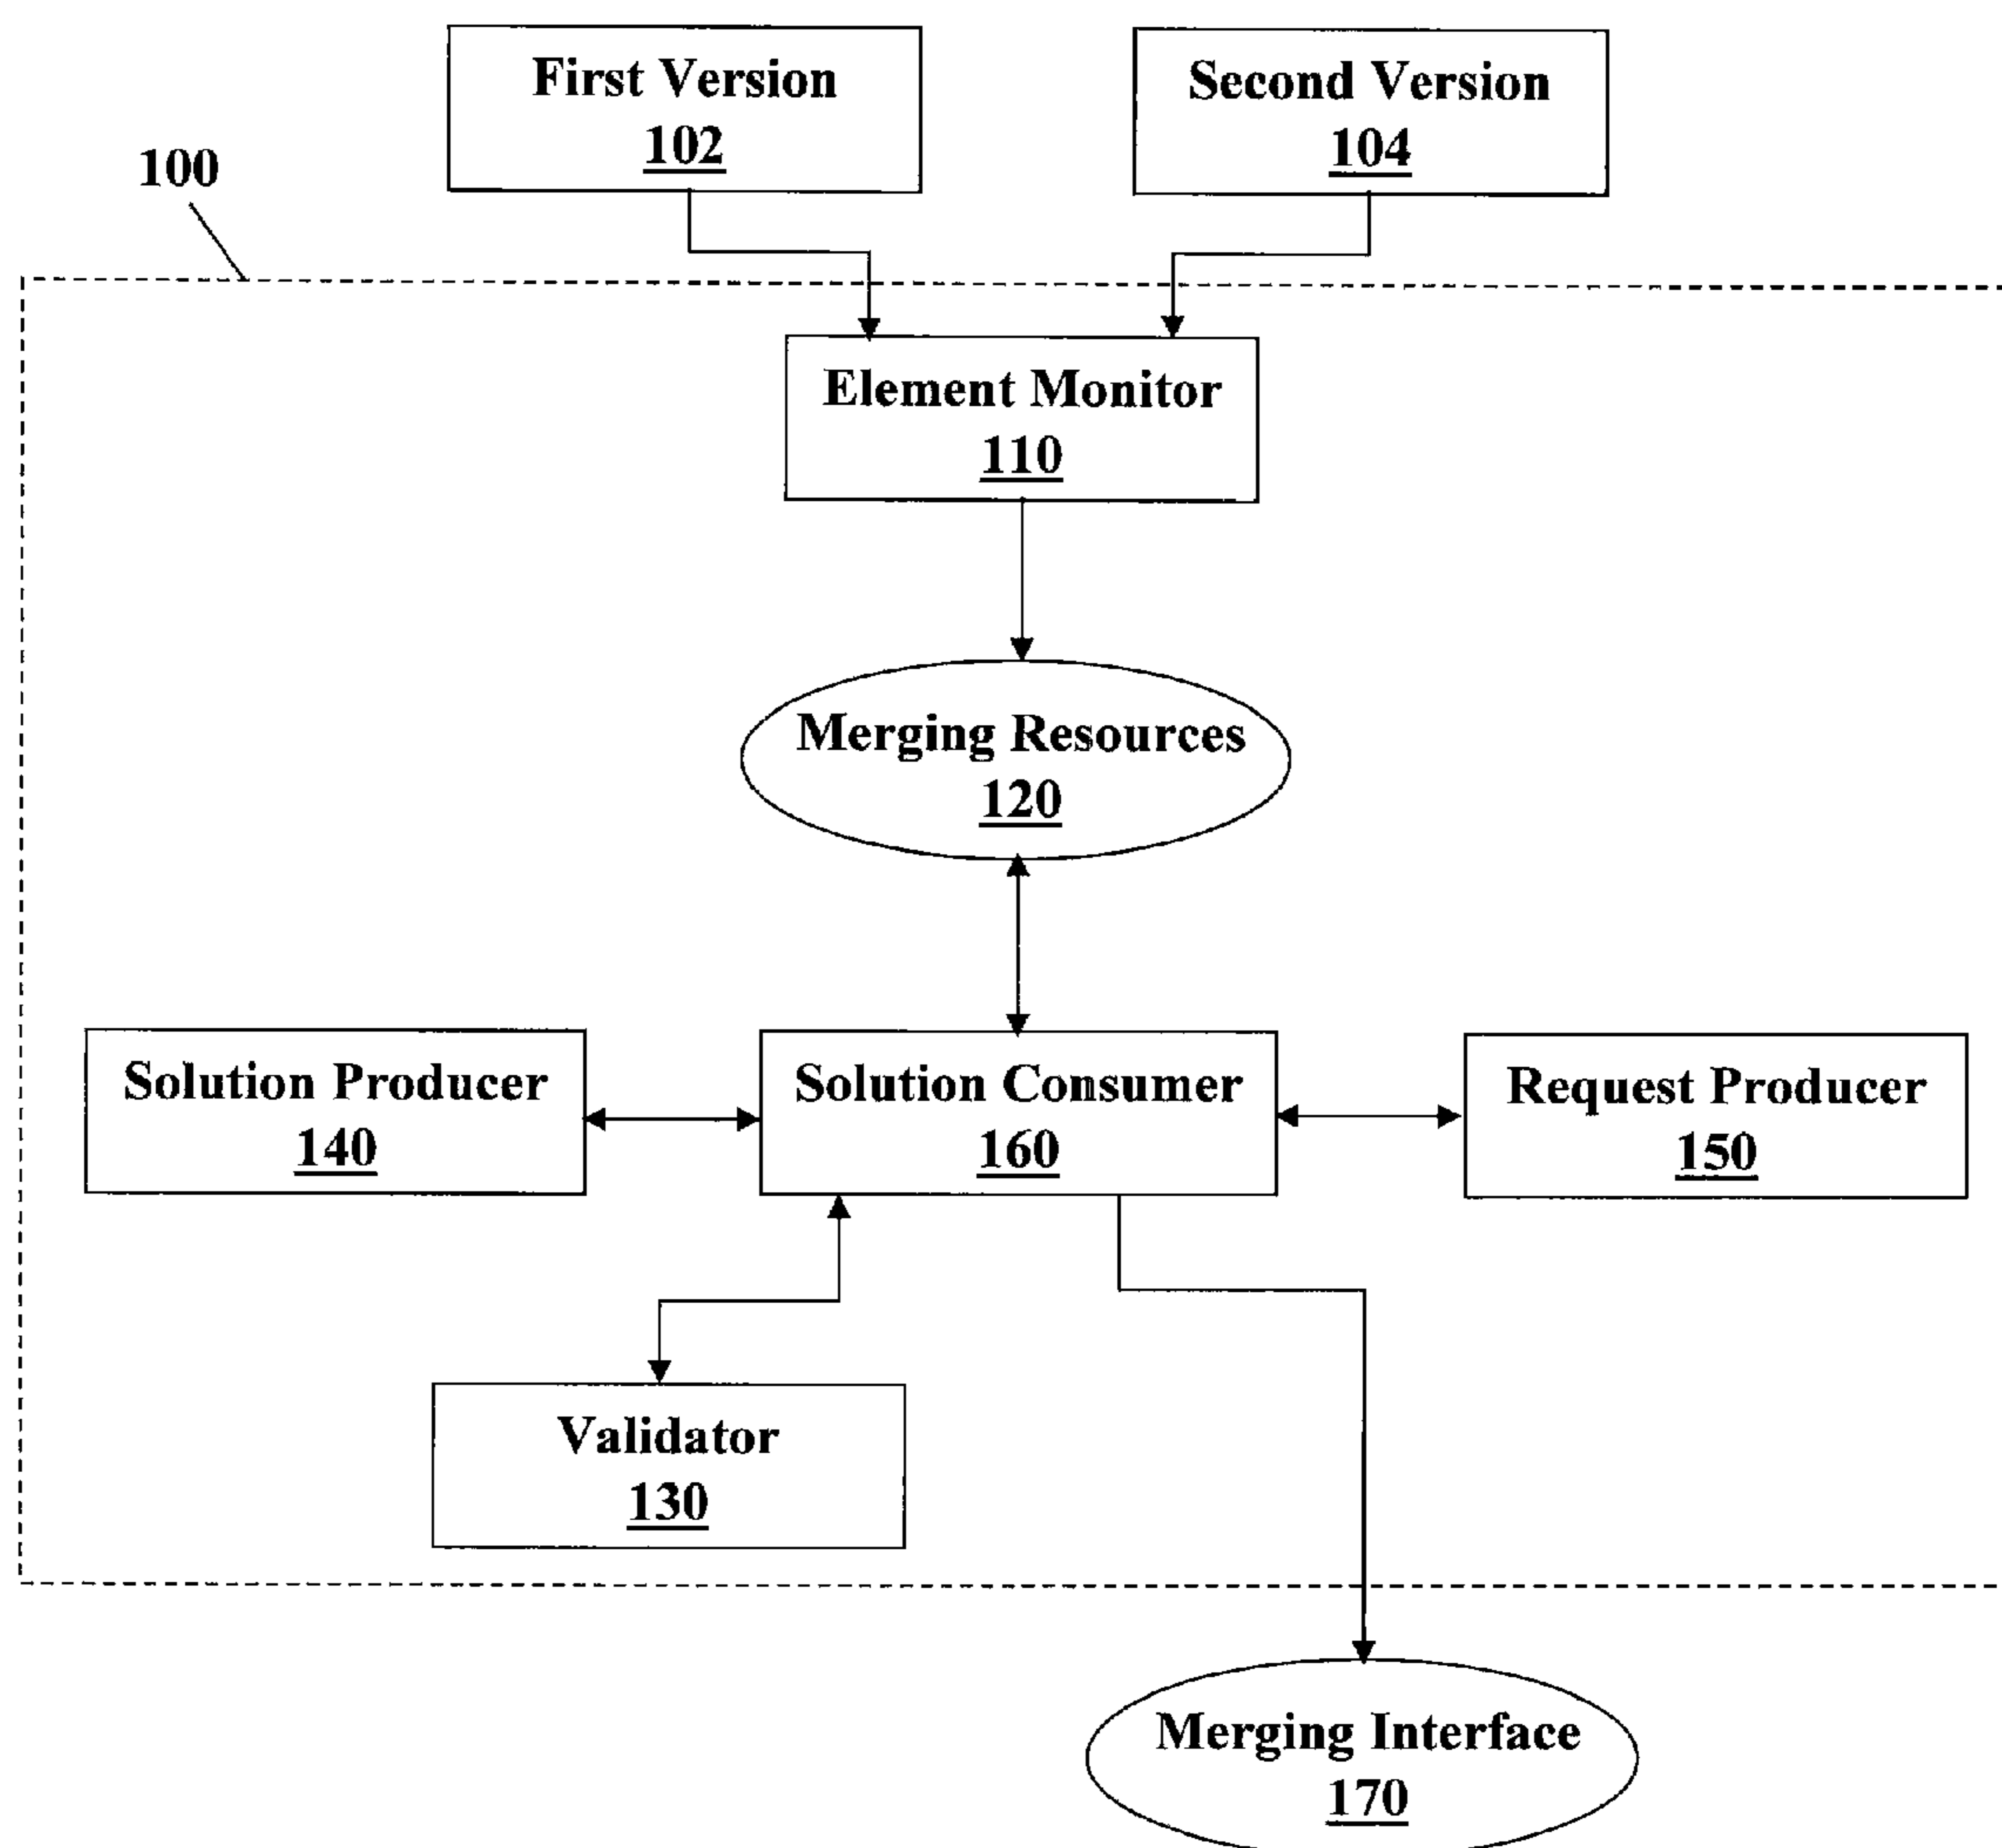 First Version
102
Second Version
104
100
Element Monitor
110
Merging Resources
120
Solution Producer
140
Solution Consumer
160
Request Producer
150
Validator
130
Merging Interface
170